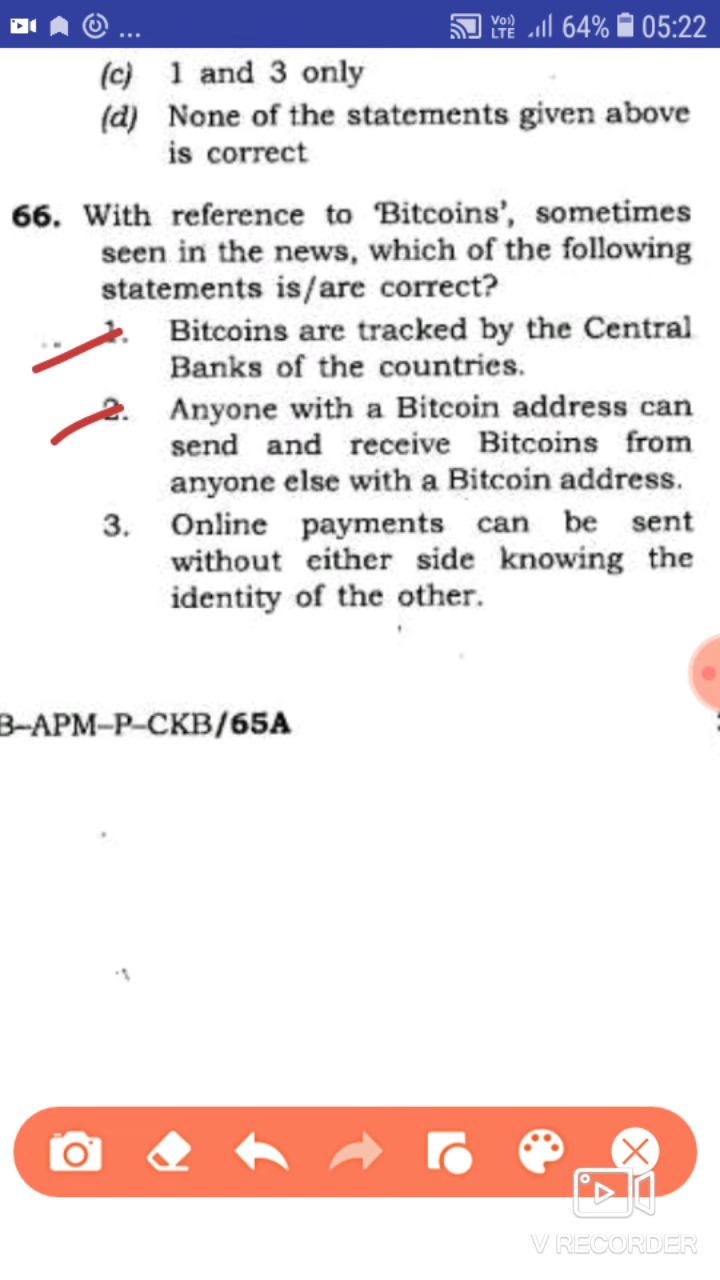 ... Vo)) LTE 64% 05:22
(c) 1 and 3 only
(d) None of the statements given above
is correct
66. With reference to 'Bitcoins', sometimes
seen in the news, which of the following
statements is/are correct?
1. Bitcoins are tracked by the Central
Banks of the countries.
2. Anyone with a Bitcoin address can
send and receive Bitcoins from
anyone else with a Bitcoin address.
3. Online payments can be sent
without either side knowing the
identity of the other.
B–APM–P–CKB/65A
V RECORDER